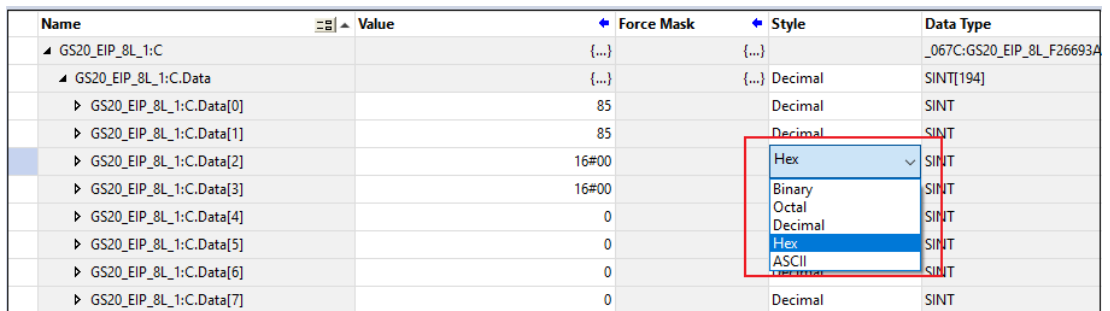 Name Value Force Mask Style Data Type
GS20_EIP_8L_1:C {...} {...} _067C:GS20_EIP_8L_F26693A
GS20_EIP_8L_1:C.Data {...} {...} Decimal SINT[194]
GS20_EIP_8L_1:C.Data[0] 85 Decimal SINT
GS20_EIP_8L_1:C.Data[1] 85 Decimal SINT
GS20_EIP_8L_1:C.Data[2] 16#00 Hex SINT
GS20_EIP_8L_1:C.Data[3] 16#00 Binary SINT
Octal
GS20_EIP_8L_1:C.Data[4] 0 Decimal SINT
GS20_EIP_8L_1:C.Data[5] 0 Hex SINT
ASCII
GS20_EIP_8L_1:C.Data[6] 0 Decimal SINT
GS20_EIP_8L_1:C.Data[7] 0 Decimal SINT